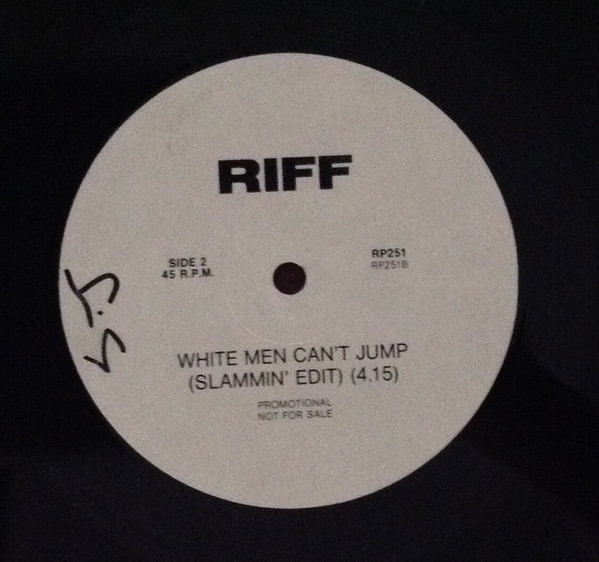 RIFF
SIDE 2
45 R.P.M.
RP251
RP251B
WHITE MEN CAN'T JUMP
(SLAMMIN' EDIT) (4.15)
PROMOTIONAL
NOT FOR SALE